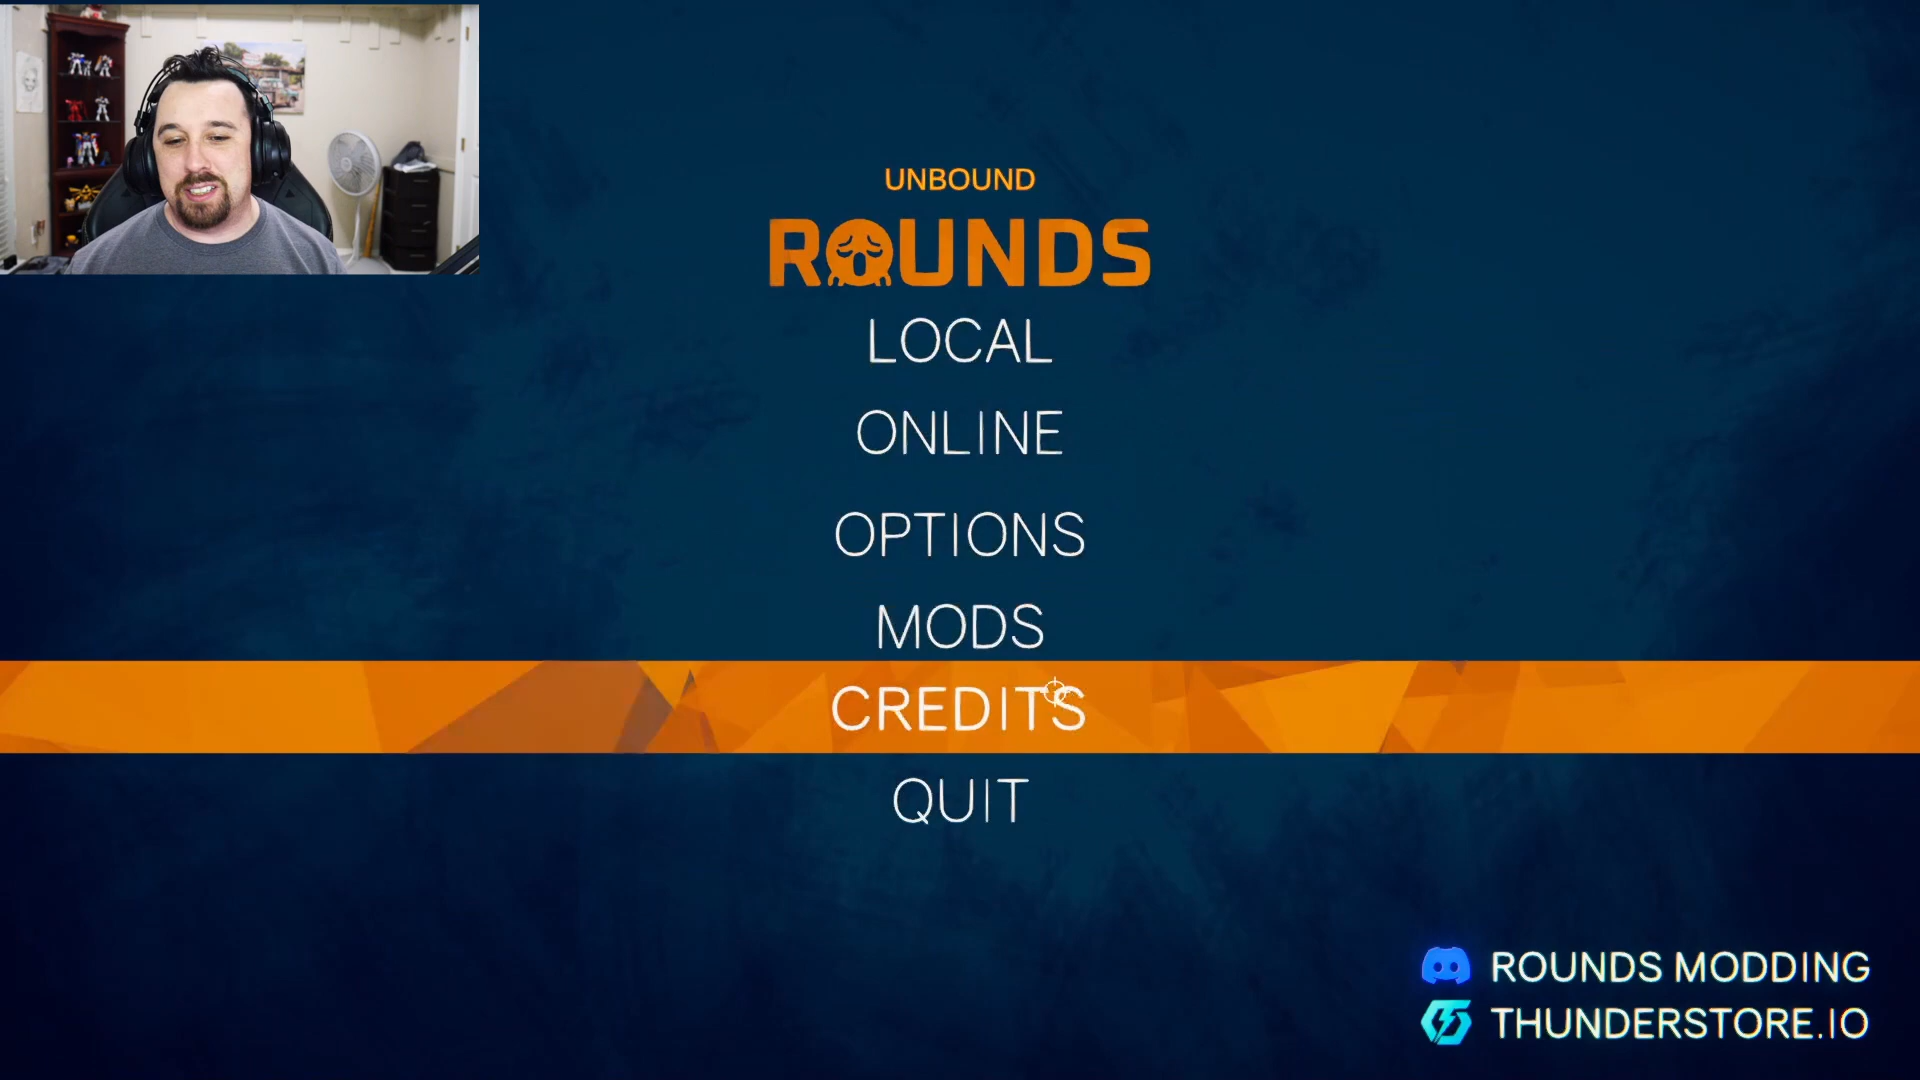 UNBOUND
ROUNDS
LOCAL
ONLINE
OPTIONS
MODS
CREDITS
QUIT
ROUNDS MODDING
THUNDERSTORE.IO